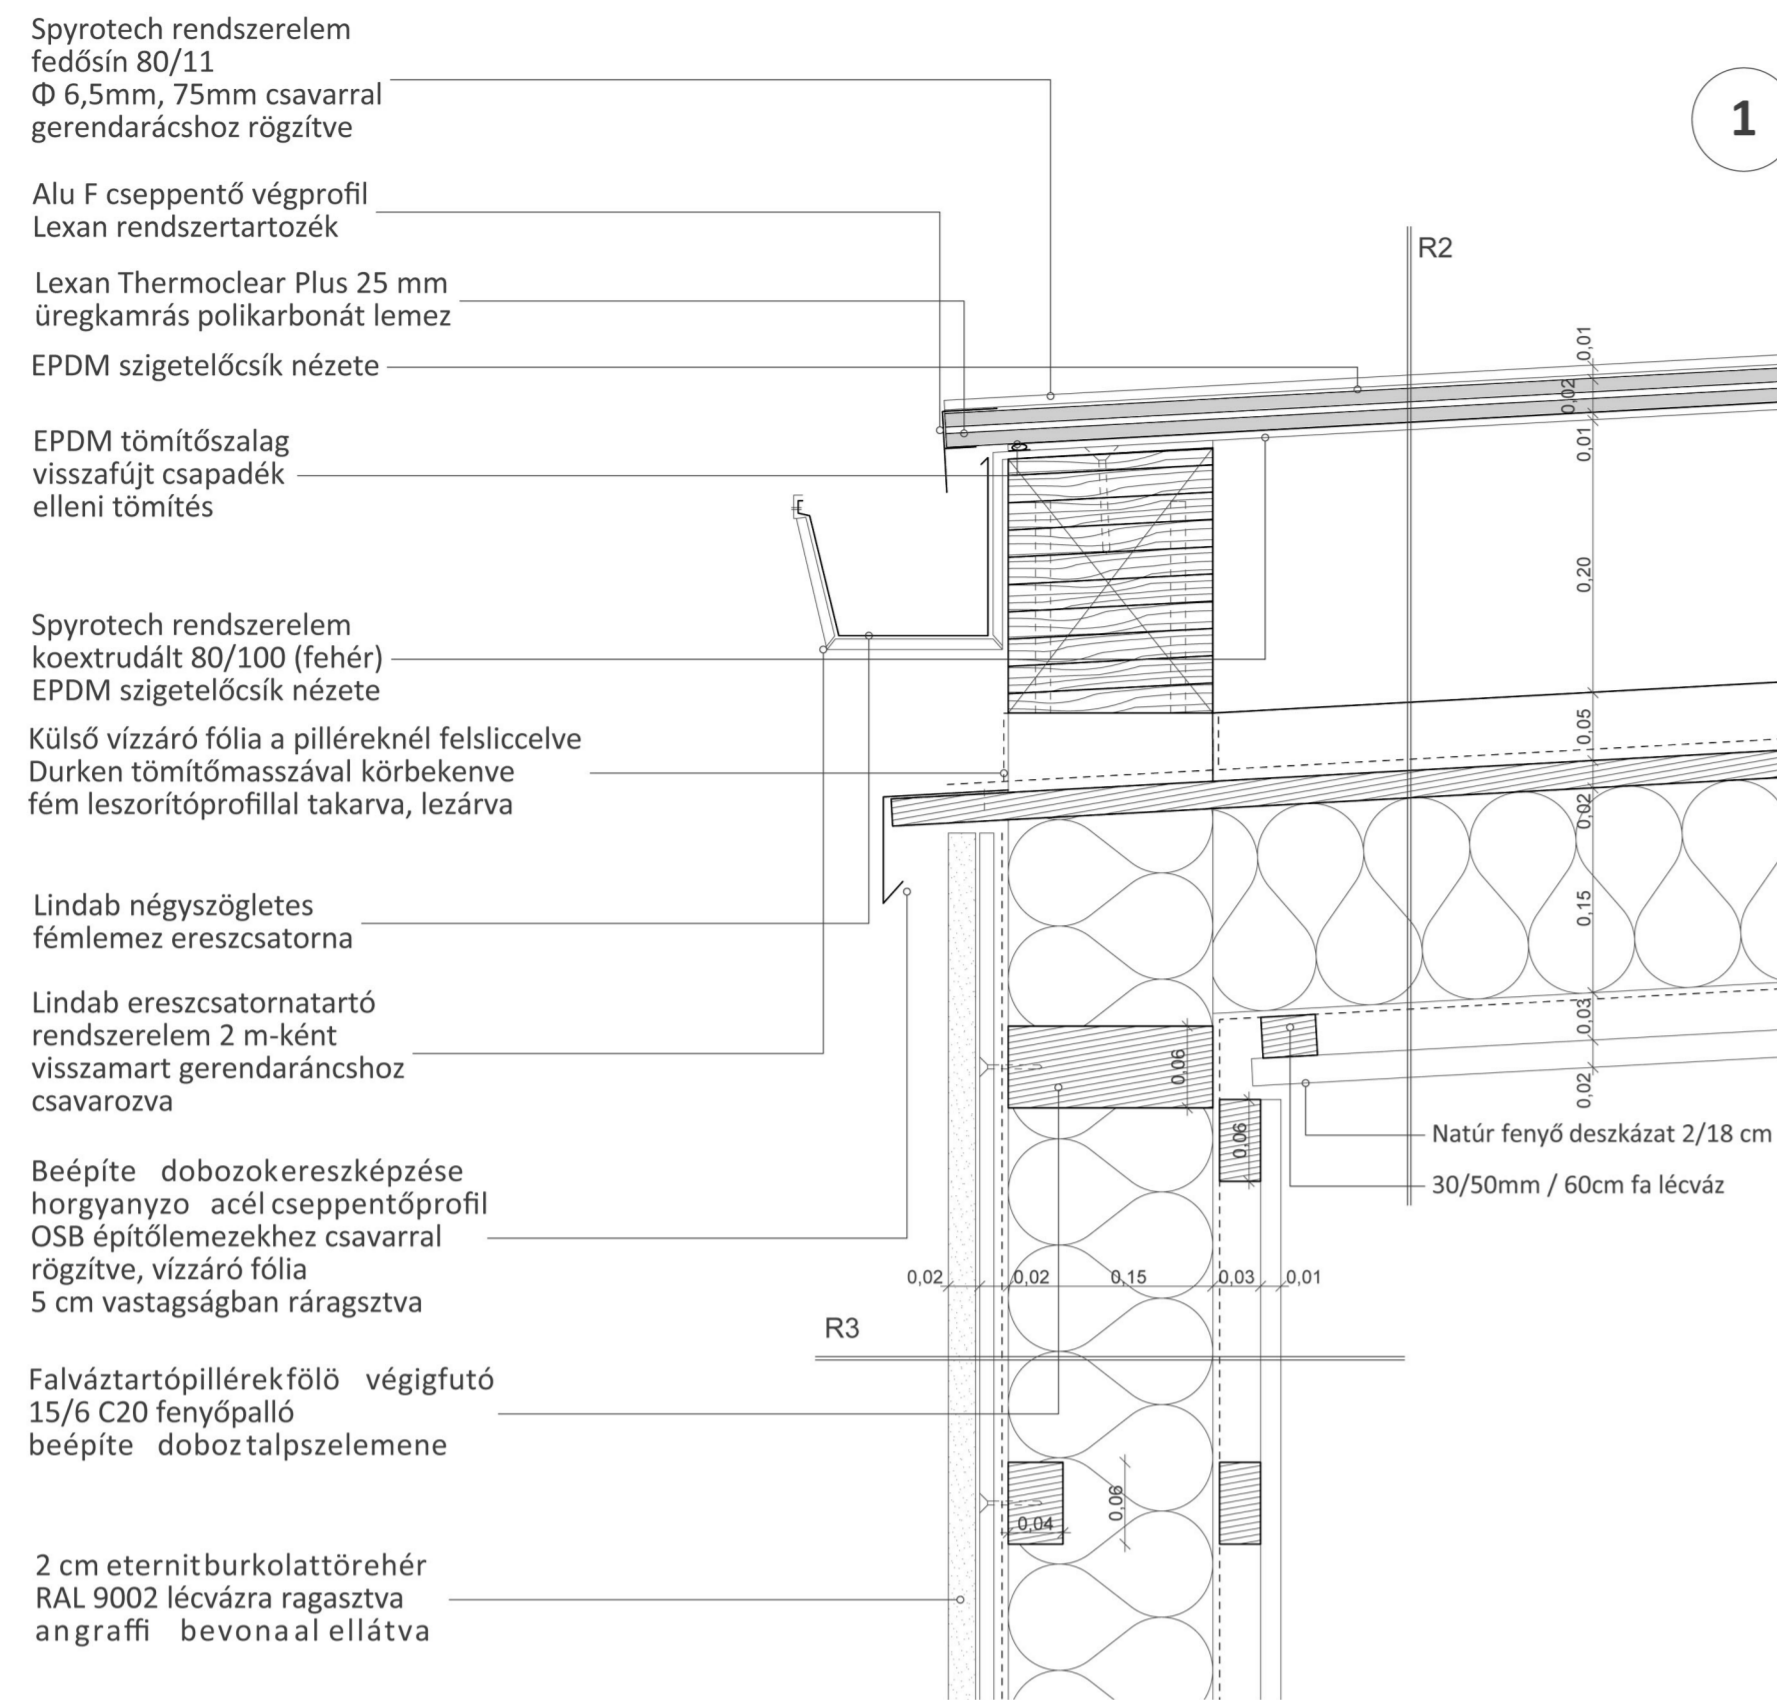 Spyrotech rendszerelem
fedősín 80/11
Φ 6,5mm, 75mm csavarral
gerendarácshoz rögzítve
Alu F cseppentő végprofil
Lexan rendszertartozék
Lexan Thermoclear Plus 25 mm
üregkamrás polikarbonát lemez
EPDM szigetelőcsík nézete
EPDM tömítőszalag
visszafújt csapadék
elleni tömítés
Spyrotech rendszerelem
koextrudált 80/100 (fehér)
EPDM szigetelőcsík nézete
Külső vízzáró fólia a pilléreknél felsliccelve
Durken tömítőmasszával körbekenve
fém leszorítóprofillal takarva, lezárva
Lindab négyszögletes
fémlemez ereszcsatorna
Lindab ereszcsatornatartó
rendszerelem 2 m-ként
visszamart gerendaráncshoz
csavarozva
Beépíte dobozokereszképzése
horgyanyzo acél cseppentőprofil
OSB építőlemezekhez csavarral
rögzítve, vízzáró fólia
5 cm vastagságban ráragsztva
Falváztartópillérekfölö végigfutó
15/6 C20 fenyőpalló
beépíte doboztalpszelemene
2 cm eternitburkolattörehér
RAL 9002 lécvázra ragasztva
angraffi bevonaal ellátva
1
R2
0,01
0,02
0,01
0,20
0,05
0,02
0,15
0,03
0,02
Natúr fenyő deszkázat 2/18 cm
30/50mm / 60cm fa lécváz
0,06
0,06
0,02
0,02
0,15
0,03
0,01
R3
0,06
0,04